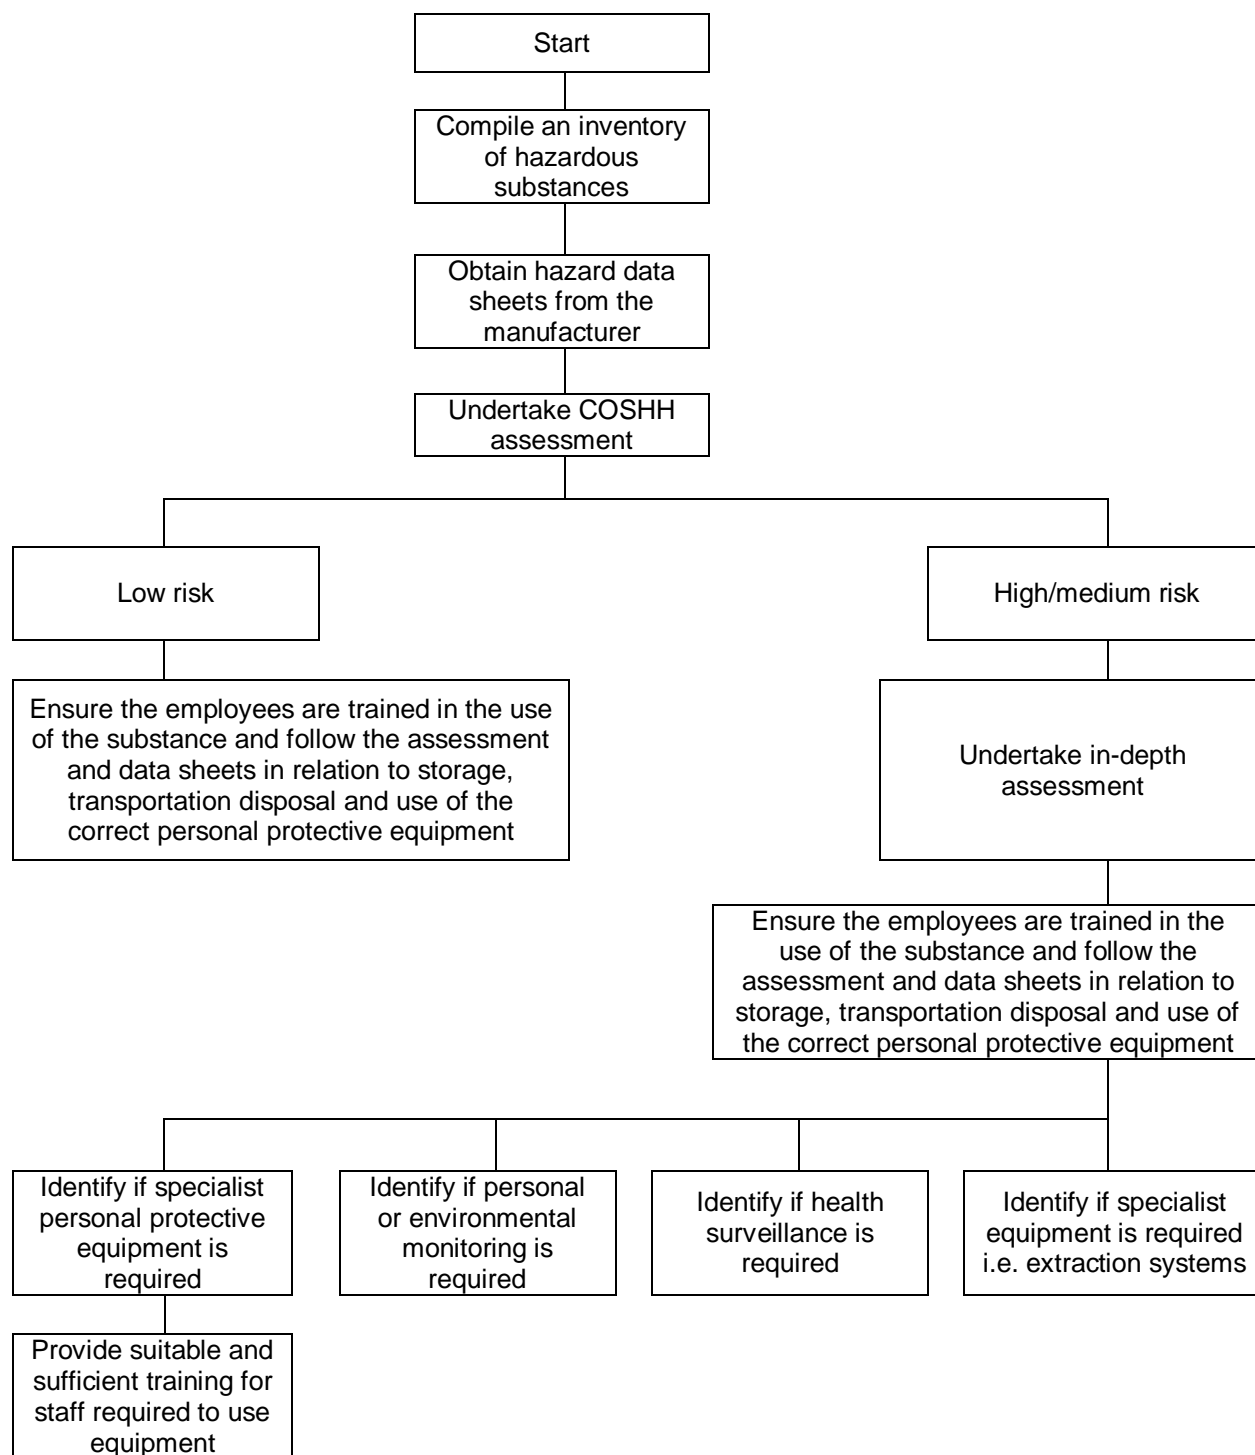 Start
Compile an inventory
of hazardous
substances
Obtain hazard data
sheets from the
manufacturer
Undertake COSHH
assessment
Low risk
High/medium risk
Ensure the employees are trained in the use
of the substance and follow the assessment
and data sheets in relation to storage,
transportation disposal and use of the
correct personal protective equipment
Undertake in-depth
assessment
Ensure the employees are trained in the
use of the substance and follow the
assessment and data sheets in relation to
storage, transportation disposal and use of
the correct personal protective equipment
Identify if specialist
personal protective
equipment is
required
Identify if personal
or environmental
monitoring is
required
Identify if health
surveillance is
required
Identify if specialist
equipment is required
i.e. extraction systems
Provide suitable and
sufficient training for
staff required to use
equipment